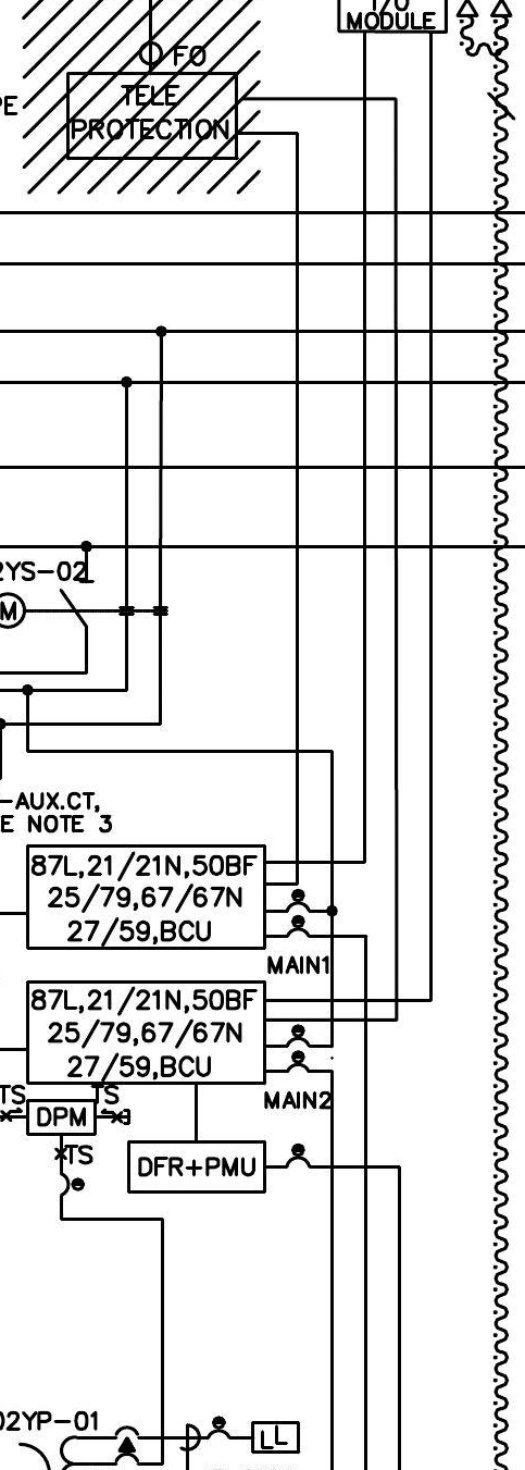 I/O
MODULE
FO
TELE
PROTECTION
PE
2YS-02
M
-AUX.CT,
E NOTE 3
87L,21/21N,50BF
25/79,67/67N
27/59,BCU
MAIN1
87L,21/21N,50BF
25/79,67/67N
27/59,BCU
MAIN2
TS
TS
DPM
TS
DFR+PMU
02YP-01
LL